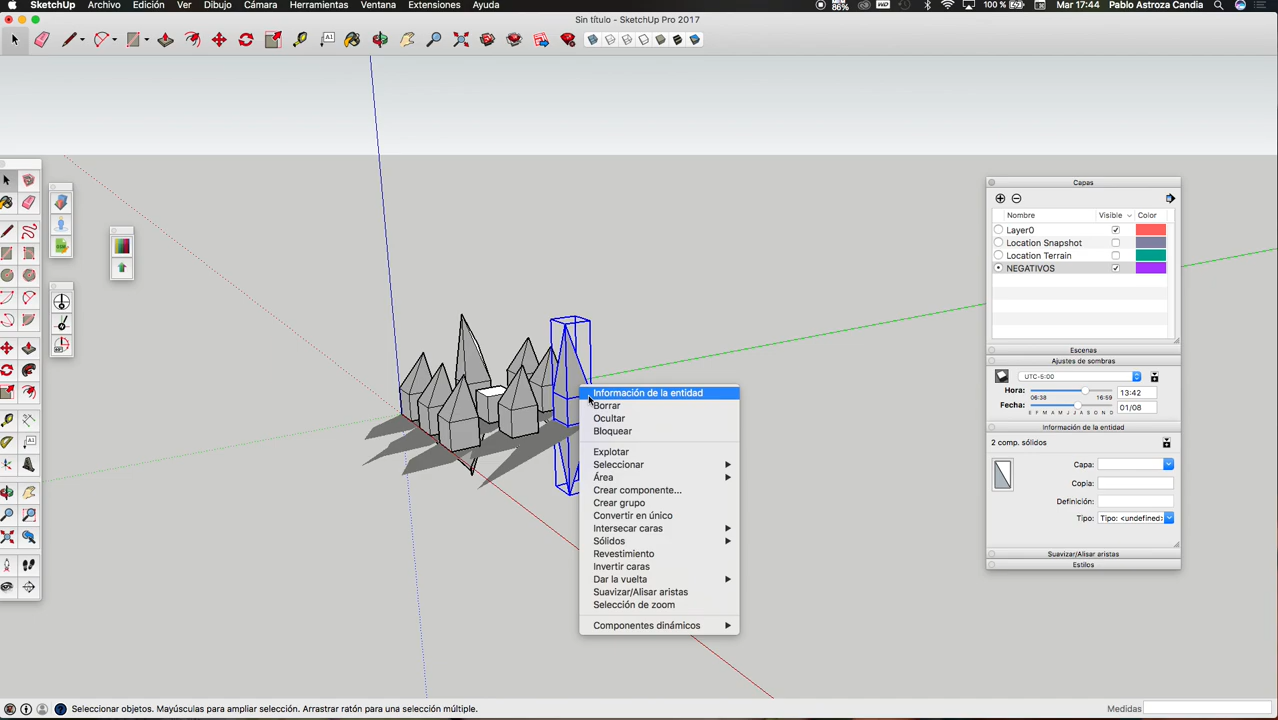 SketchUp Archivo Edición Ver Dibujo Cámara Herramientas Ventana Extensiones Ayuda 86% WD 100 % Mar 17:44 Pablo Astroza Candia
Sin título - SketchUp Pro 2017
A1
Capas
Nombre Visible Color
Layer0
Location Snapshot
Location Terrain
NEGATIVOS
Escenas
Ajustes de sombras
UTC-5:00
Hora: 06:38 16:59 13:42
Fecha: E F M A M J J A S O N D 01/08
Información de la entidad
2 comp. sólidos
Capa:
Copia:
Definición:
Tipo: Tipo: <undefined>
Suavizar/Alisar aristas
Estilos
Información de la entidad
Borrar
Ocultar
Bloquear
Explotar
Seleccionar
Área
Crear componente...
Crear grupo
Convertir en único
Intersecar caras
Sólidos
Revestimiento
Invertir caras
Dar la vuelta
Suavizar/Alisar aristas
Selección de zoom
Componentes dinámicos
A1
Seleccionar objetos. Mayúsculas para ampliar selección. Arrastrar ratón para una selección múltiple.
Medidas